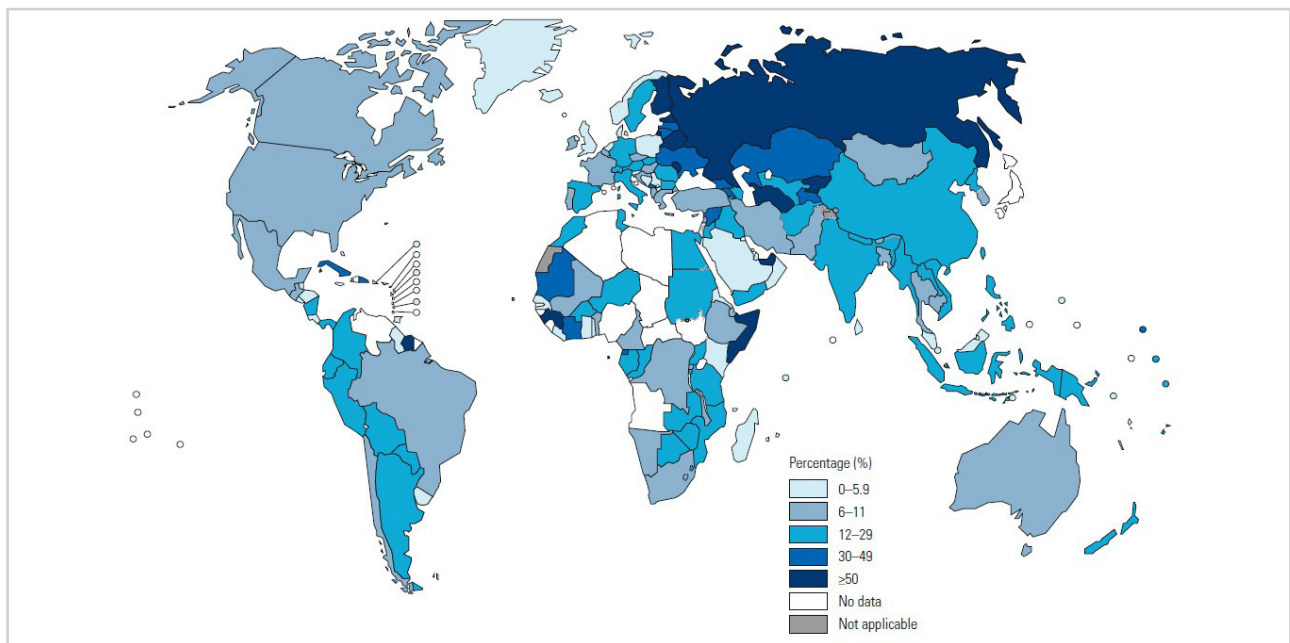 Percentage (%)
0–5.9
6–11
12–29
30–49
≥50
No data
Not applicable